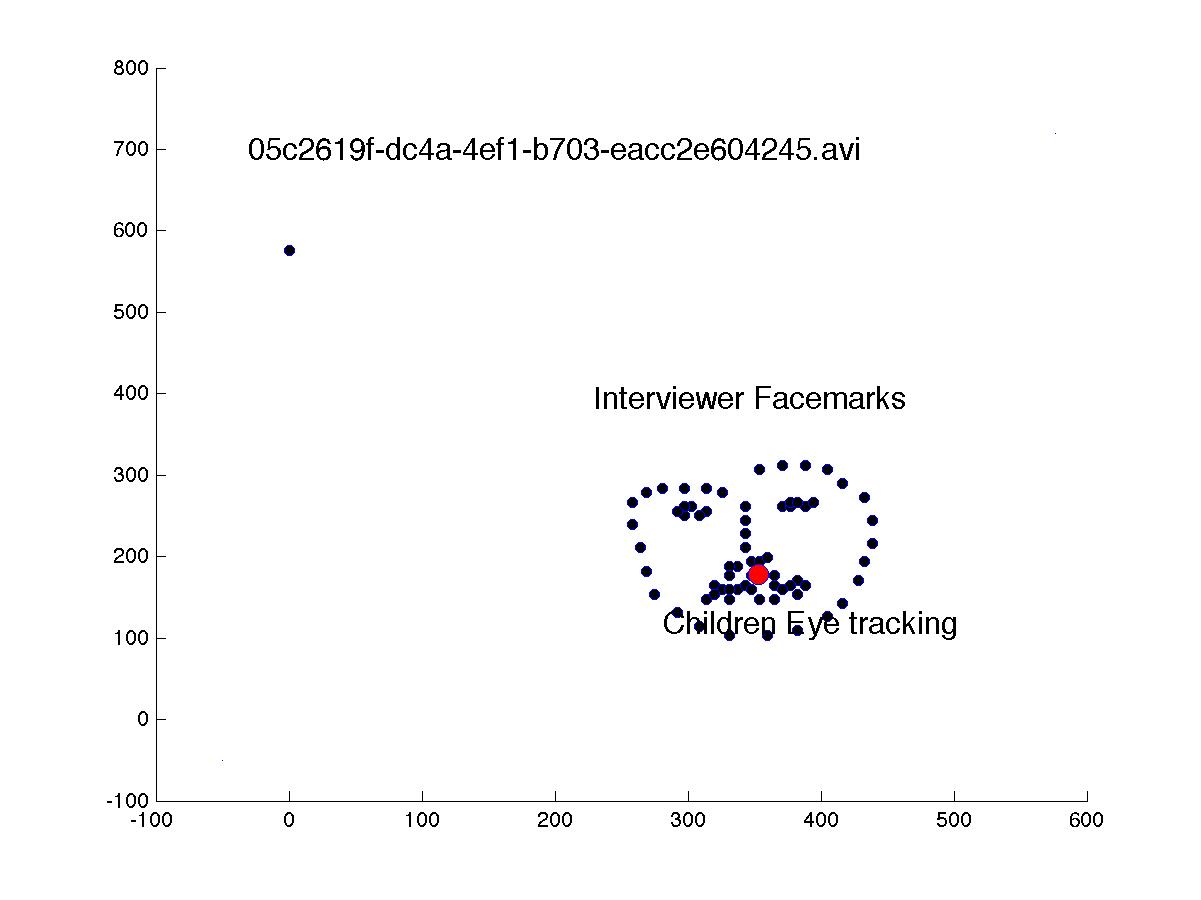 800
700
05c2619f-dc4a-4ef1-b703-eacc2e604245.avi
600
500
400
Interviewer Facemarks
300
200
100
Children Eye tracking
0
-100
-100 0 100 200 300 400 500 600